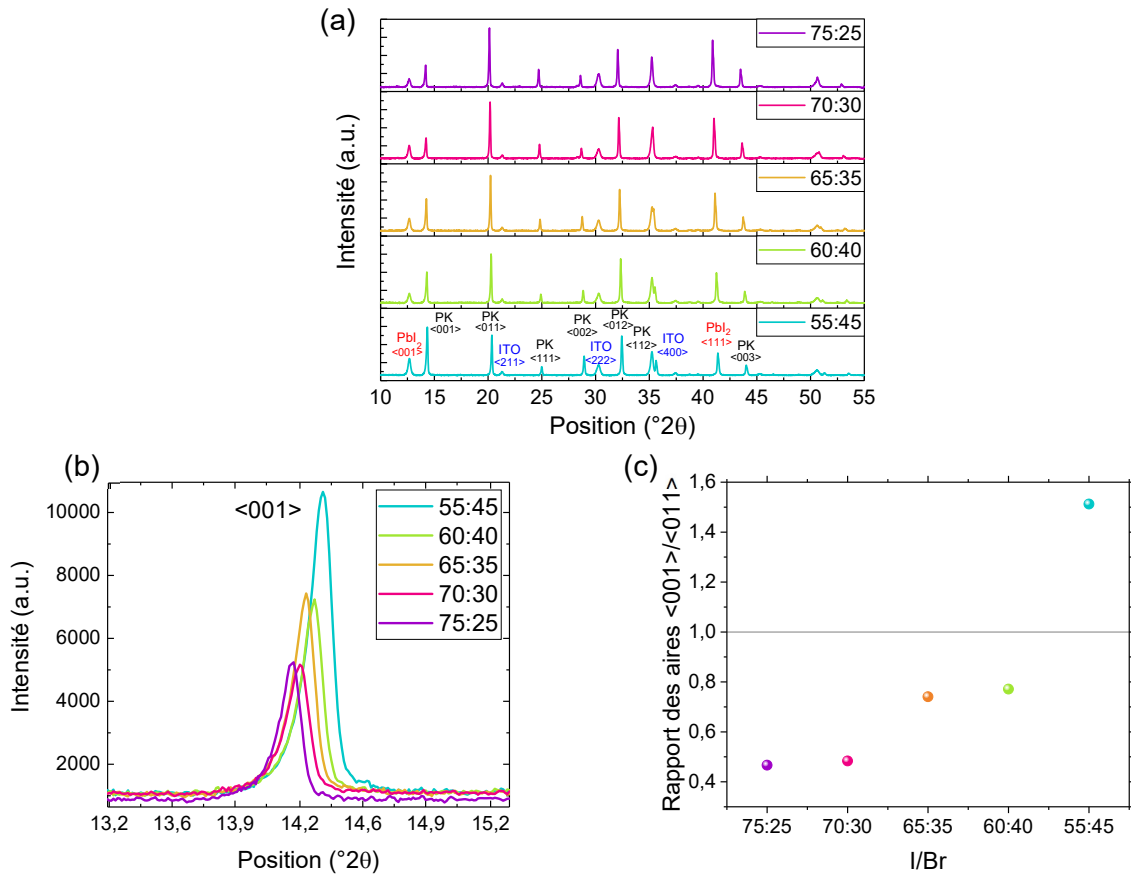 (a)
Intensité (a.u.)
75:25
70:30
65:35
60:40
55:45
PbI2
<001>
PK
<001>
PK
<011>
ITO
<211>
PK
<111>
PK
<002>
ITO
<222>
PK
<012>
PK
<112>
ITO
<400>
PbI2
<111>
PK
<003>
10 15 20 25 30 35 40 45 50 55
Position (°2θ)
(b)
<001>
55:45
60:40
65:35
70:30
75:25
Intensité (a.u.)
10000
8000
6000
4000
2000
13,2 13,6 13,9 14,2 14,6 14,9 15,2
Position (°2θ)
(c)
Rapport des aires <001>/<011>
1,6
1,4
1,2
1,0
0,8
0,6
0,4
75:25 70:30 65:35 60:40 55:45
I/Br